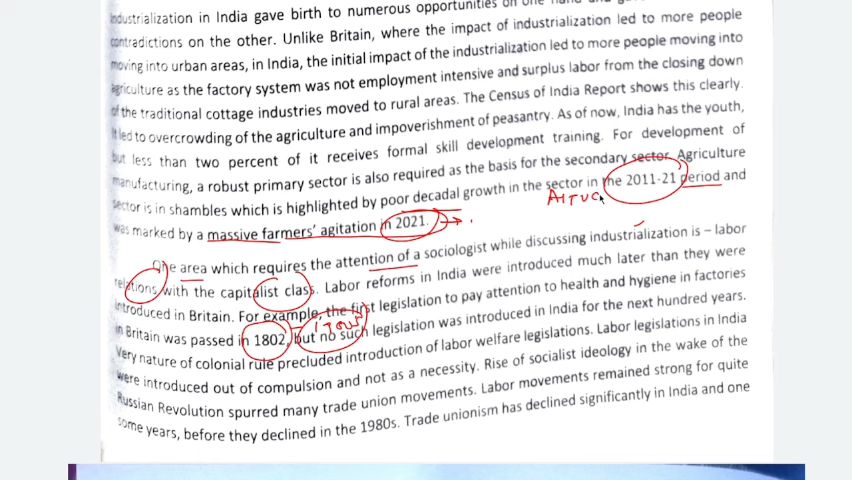 industrialization in India gave birth to numerous opportunities on one hand and
contradictions on the other. Unlike Britain, where the impact of industrialization led to more people
moving into urban areas, in India, the initial impact of the industrialization led to more people moving into
agriculture as the factory system was not employment intensive and surplus labor from the closing down
of the traditional cottage industries moved to rural areas. The Census of India Report shows this clearly.
It led to overcrowding of the agriculture and impoverishment of peasantry. As of now, India has the youth,
but less than two percent of it receives formal skill development training. For development of
manufacturing, a robust primary sector is also required as the basis for the secondary sector. Agriculture
sector is in shambles which is highlighted by poor decadal growth in the sector in the 2011-21 period and
AITUC
was marked by a massive farmers' agitation in 2021.
One area which requires the attention of a sociologist while discussing industrialization is – labor
relations with the capitalist class. Labor reforms in India were introduced much later than they were
introduced in Britain. For example, the first legislation to pay attention to health and hygiene in factories
in Britain was passed in 1802, but no such legislation was introduced in India for the next hundred years.
Very nature of colonial rule precluded introduction of labor welfare legislations. Labor legislations in India
were introduced out of compulsion and not as a necessity. Rise of socialist ideology in the wake of the
Russian Revolution spurred many trade union movements. Labor movements remained strong for quite
some years, before they declined in the 1980s. Trade unionism has declined significantly in India and one